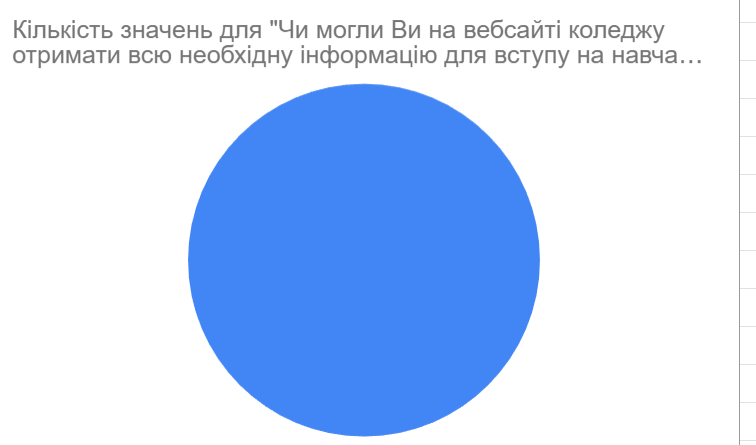 Кількість значень для "Чи могли Ви на вебсайті коледжу
отримати всю необхідну інформацію для вступу на навча…